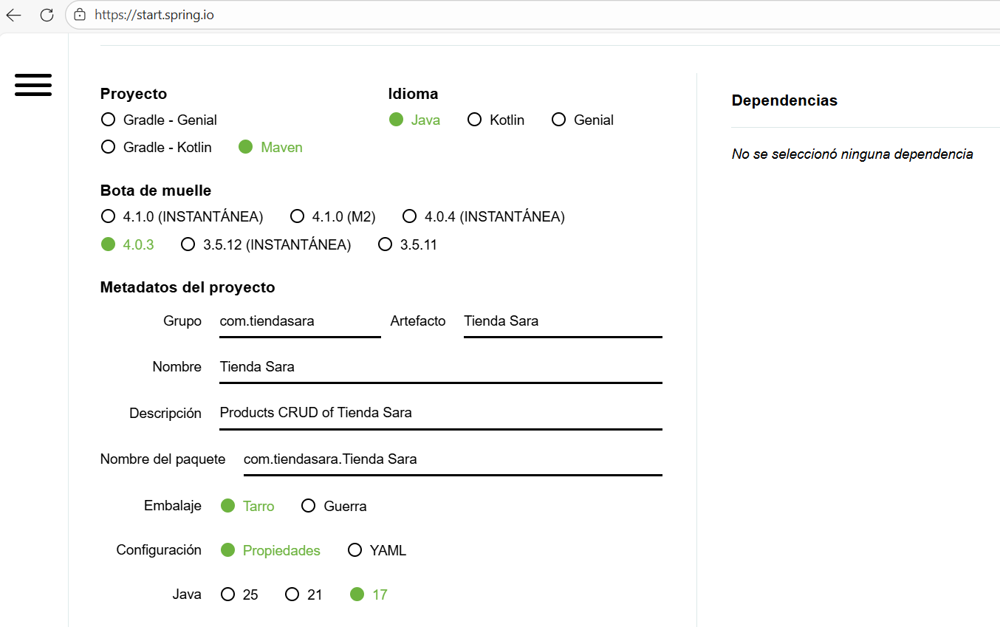 https://start.spring.io
Proyecto
Gradle - Genial
Gradle - Kotlin Maven
Idioma
Java Kotlin Genial
Bota de muelle
4.1.0 (INSTANTÁNEA) 4.1.0 (M2) 4.0.4 (INSTANTÁNEA)
4.0.3 3.5.12 (INSTANTÁNEA) 3.5.11
Metadatos del proyecto
Grupo com.tiendasara Artefacto Tienda Sara
Nombre Tienda Sara
Descripción Products CRUD of Tienda Sara
Nombre del paquete com.tiendasara.Tienda Sara
Embalaje Tarro Guerra
Configuración Propiedades YAML
Java 25 21 17
Dependencias
No se seleccionó ninguna dependencia